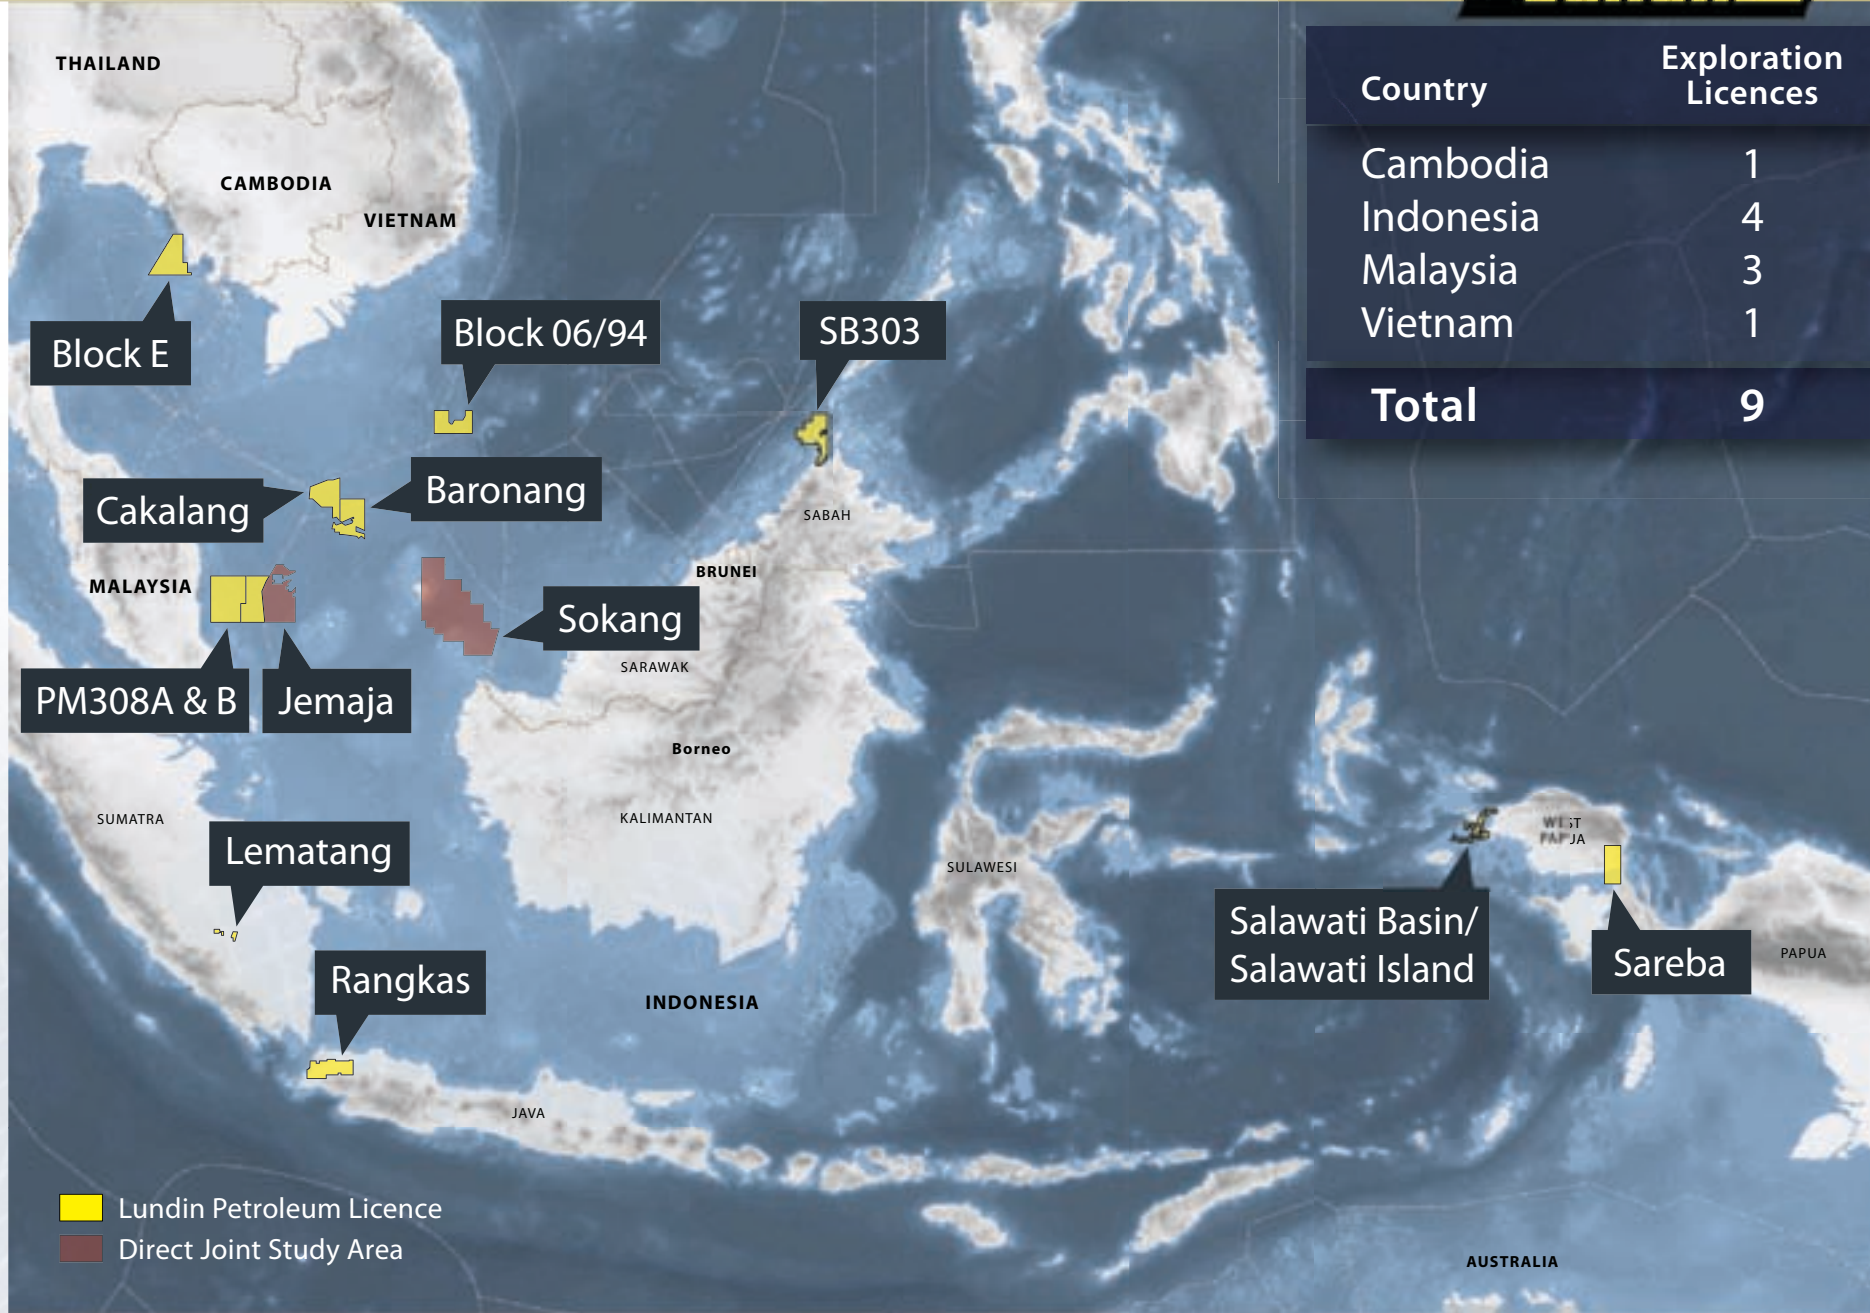 THAILAND
CAMBODIA
VIETNAM
Country
Exploration
Licences
Cambodia 1
Indonesia 4
Malaysia 3
Vietnam 1
Total 9
Block E
Block 06/94
SB303
Cakalang
Baronang
SABAH
MALAYSIA
BRUNEI
Sokang
SARAWAK
PM308A & B
Jemaja
Borneo
SUMATRA
KALIMANTAN
Lematang
SULAWESI
WEST
PAPUA
Salawati Basin/
Salawati Island
Sareba
PAPUA
Rangkas
INDONESIA
JAVA
Lundin Petroleum Licence
Direct Joint Study Area
AUSTRALIA